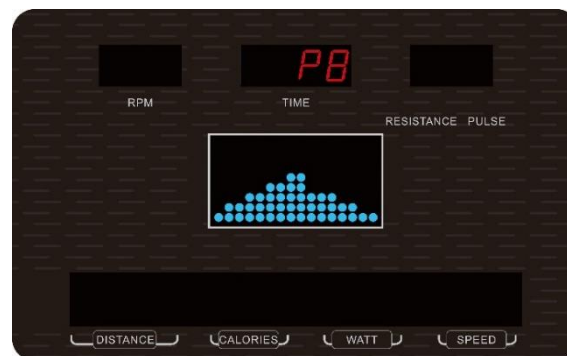 P8
RPM TIME
RESISTANCE PULSE
DISTANCE CALORIES WATT SPEED